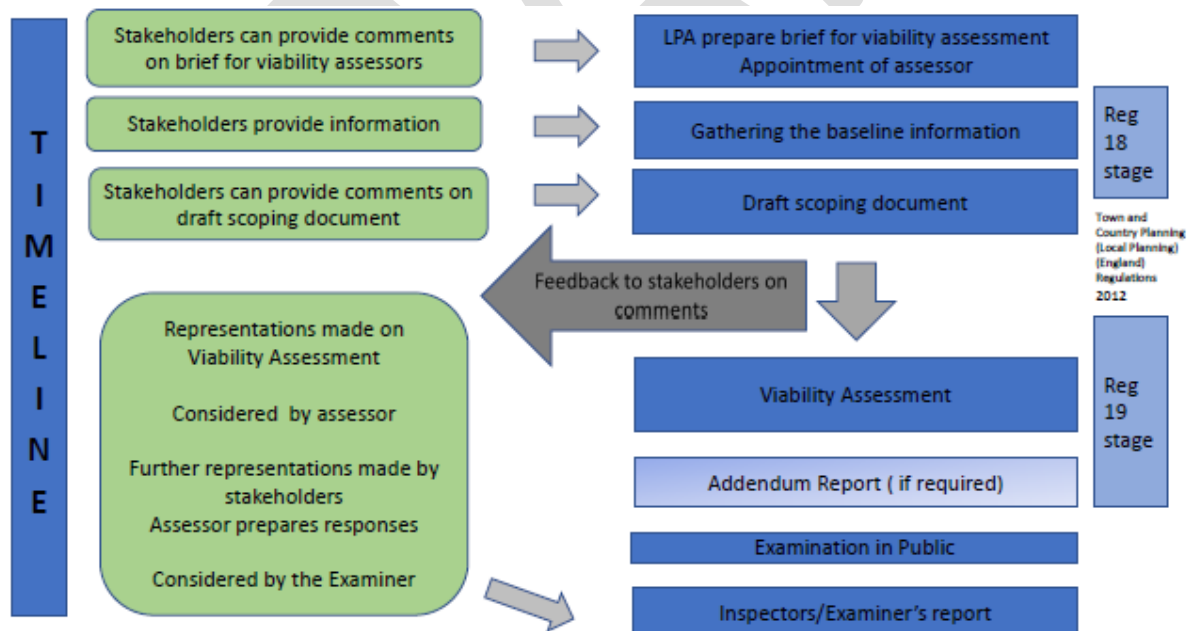 TIMELINE
Stakeholders can provide comments
on brief for viability assessors
LPA prepare brief for viability assessment
Appointment of assessor
Stakeholders provide information
Gathering the baseline information
Reg
18
stage
Stakeholders can provide comments on
draft scoping document
Draft scoping document
Town and
Country Planning
(Local Planning)
(England)
Regulations
2012
Feedback to stakeholders on
comments
Representations made on
Viability Assessment
Considered by assessor
Further representations made by
stakeholders
Assessor prepares responses
Considered by the Examiner
Viability Assessment
Reg
19
stage
Addendum Report ( if required)
Examination in Public
Inspectors/Examiner's report